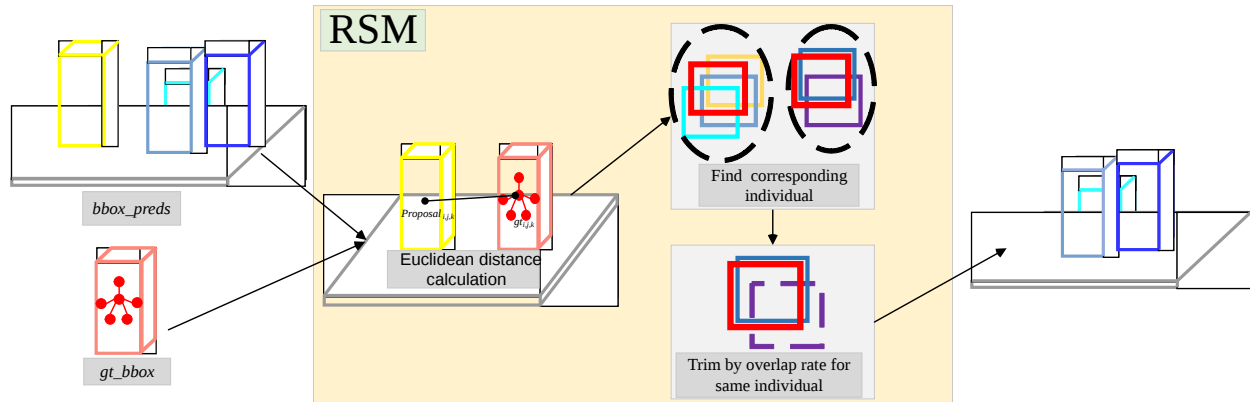 RSM
bbox_preds
gt_bbox
Proposal i,j,k
gt i,j,k
Euclidean distance
calculation
Find corresponding
individual
Trim by overlap rate for
same individual